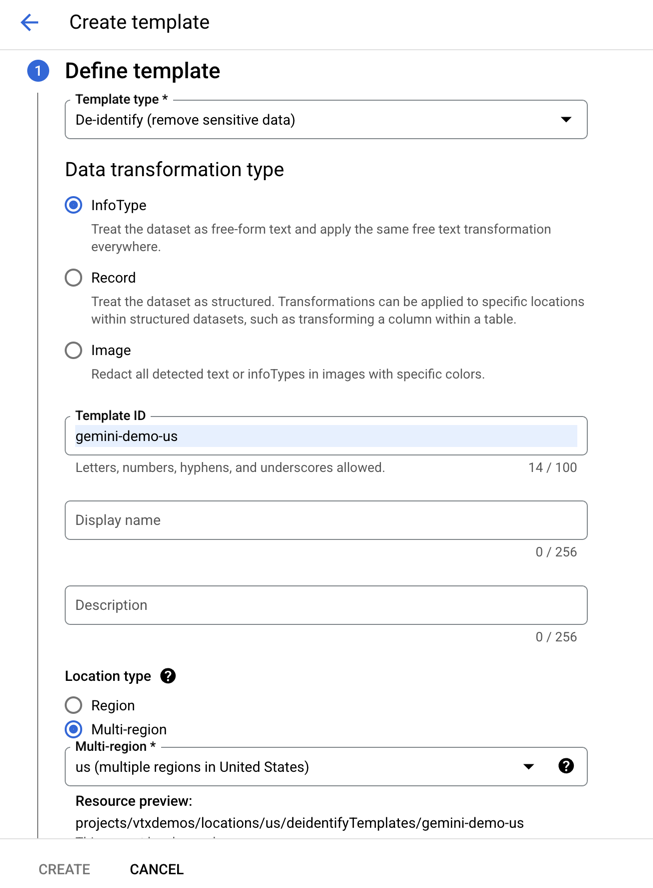 Create template
1 Define template
Template type *
De-identify (remove sensitive data)
Data transformation type
InfoType
Treat the dataset as free-form text and apply the same free text transformation
everywhere.
Record
Treat the dataset as structured. Transformations can be applied to specific locations
within structured datasets, such as transforming a column within a table.
Image
Redact all detected text or infoTypes in images with specific colors.
Template ID
gemini-demo-us
Letters, numbers, hyphens, and underscores allowed. 14 / 100
Display name
0 / 256
Description
0 / 256
Location type ?
Region
Multi-region
Multi-region *
us (multiple regions in United States) ?
Resource preview:
projects/vtxdemos/locations/us/deidentifyTemplates/gemini-demo-us
CREATE CANCEL